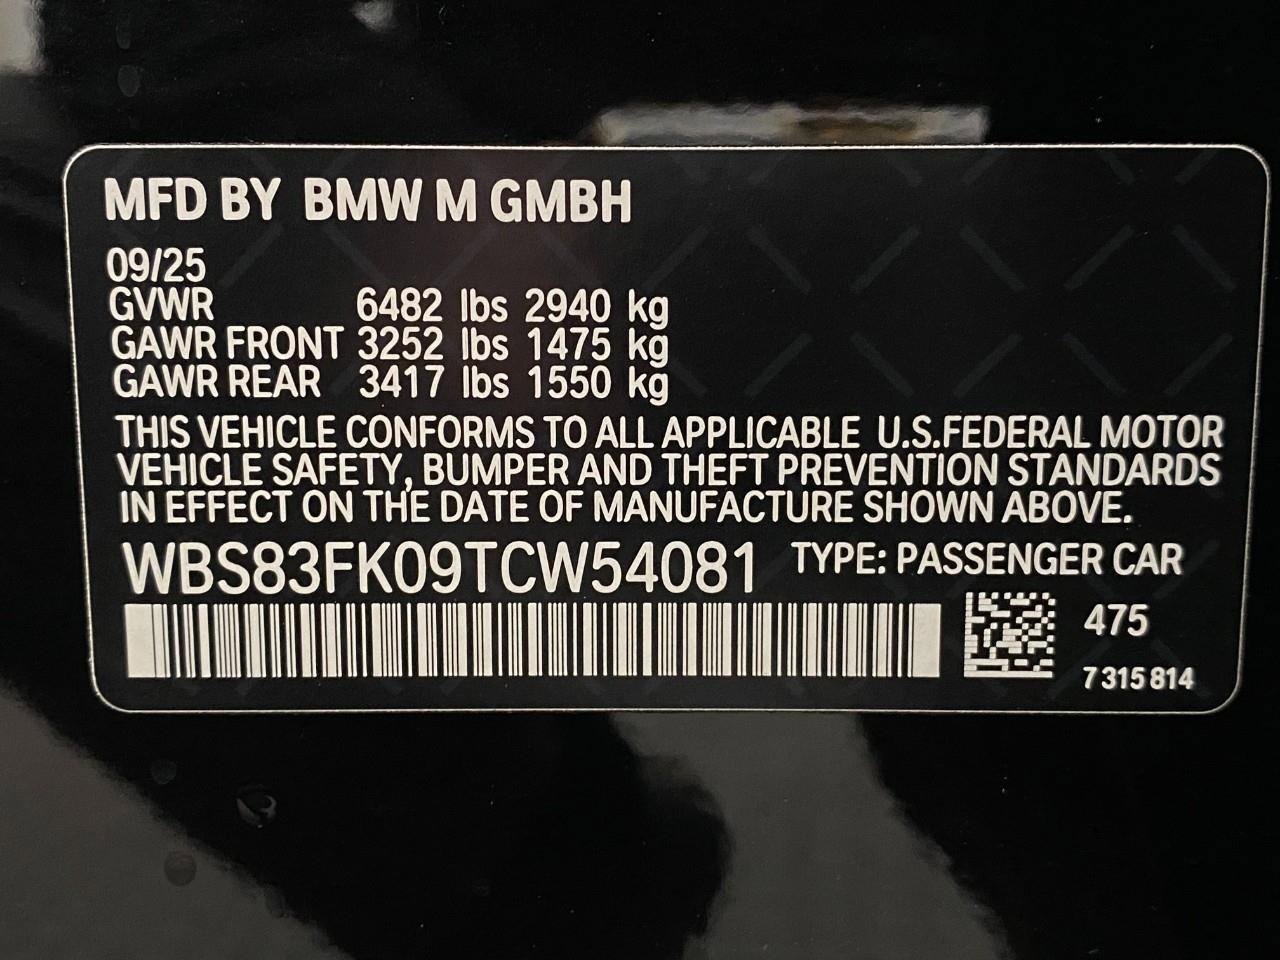 MFD BY BMW M GMBH
09/25
GVWR 6482 lbs 2940 kg
GAWR FRONT 3252 lbs 1475 kg
GAWR REAR 3417 lbs 1550 kg
THIS VEHICLE CONFORMS TO ALL APPLICABLE U.S.FEDERAL MOTOR
VEHICLE SAFETY, BUMPER AND THEFT PREVENTION STANDARDS
IN EFFECT ON THE DATE OF MANUFACTURE SHOWN ABOVE.
WBS83FK09TCW54081 TYPE: PASSENGER CAR
475
7 315 814